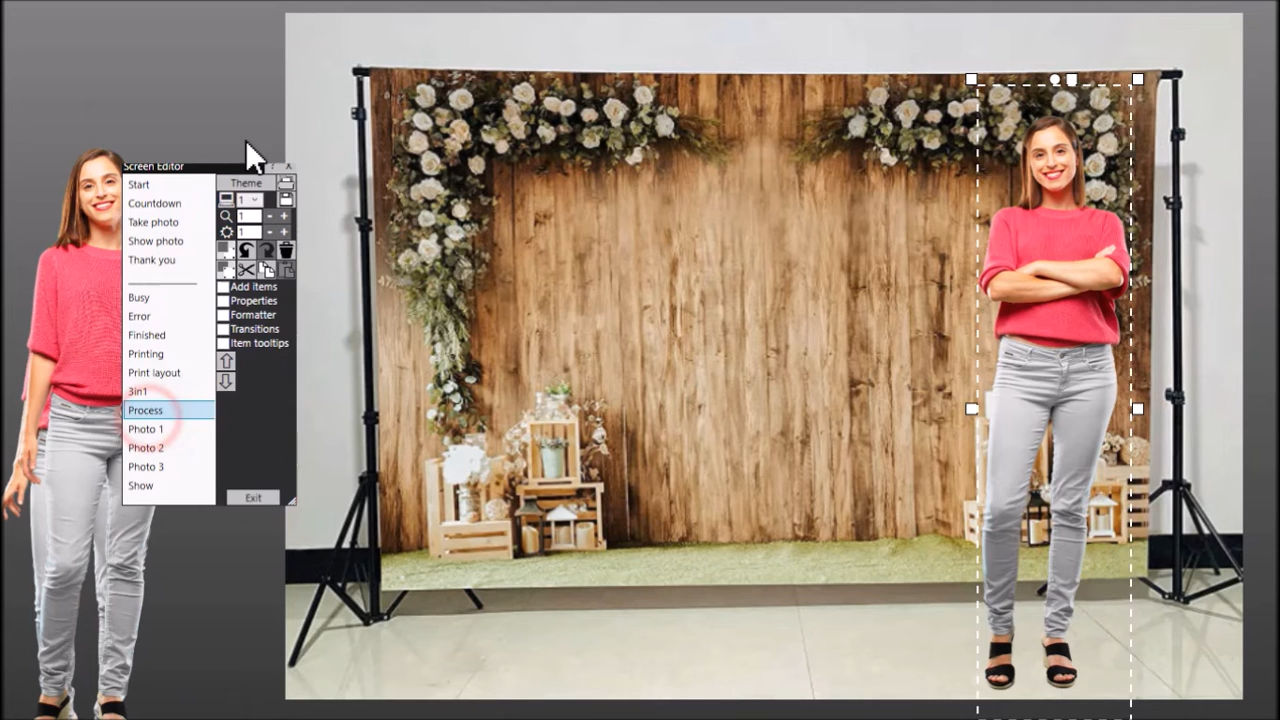 Screen Editor ? X
Start
Countdown
Take photo
Show photo
Thank you
Busy
Error
Finished
Printing
Print layout
3in1
Process
Photo 1
Photo 2
Photo 3
Show
Theme
1
1 - +
1 - +
Add items
Properties
Formatter
Transitions
Item tooltips
Exit